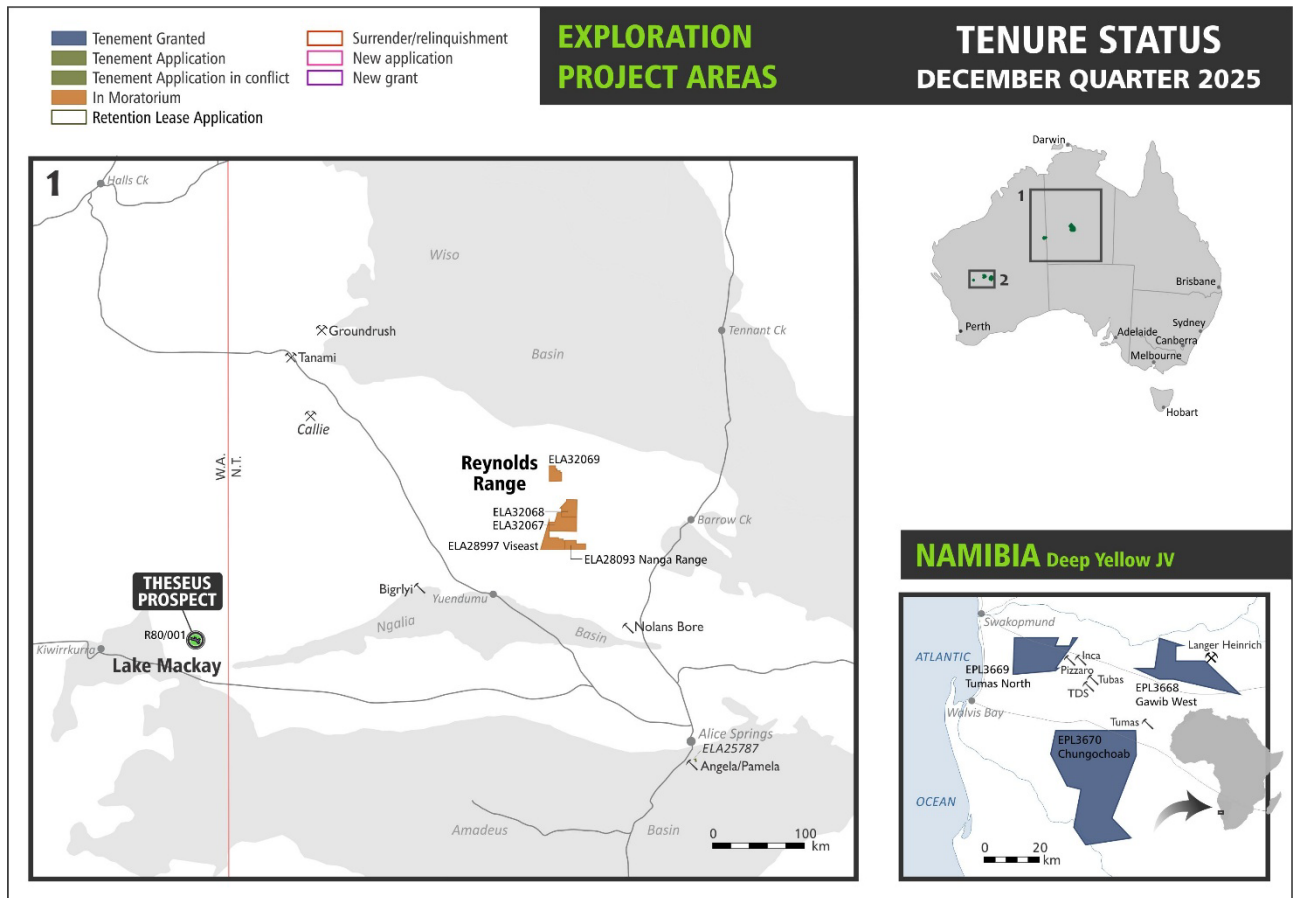 Tenement Granted
Tenement Application
Tenement Application in conflict
In Moratorium
Retention Lease Application
Surrender/relinquishment
New application
New grant
EXPLORATION
PROJECT AREAS
TENURE STATUS
DECEMBER QUARTER 2025
1
Halls Ck
Wiso
Groundrush
Tennant Ck
Basin
Tanami
Callie
W.A.
N.T.
Reynolds
Range
ELA32069
ELA32068
ELA32067
Barrow Ck
ELA28997 Viseast
ELA28093 Nanga Range
THESEUS
PROSPECT
Bigrlyi
Yuendumu
R80/001
Ngalia
Basin
Nolans Bore
Kiwirrkurra
Lake Mackay
Alice Springs
ELA25787
Angela/Pamela
Amadeus
Basin
0 100
km
Darwin
1
2
Brisbane
Perth
Adelaide
Sydney
Canberra
Melbourne
Hobart
NAMIBIA Deep Yellow JV
Swakopmund
ATLANTIC
Langer Heinrich
Inca
EPL3669
Pizzaro
Tumas North
Tubas
TDS
EPL3668
Gawib West
Walvis Bay
Tumas
EPL3670
Chungochoab
OCEAN
0 20
km